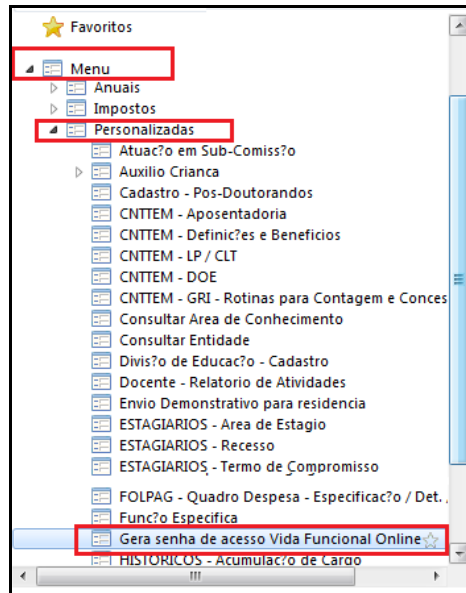 Favoritos
Menu
Anuais
Impostos
Personalizadas
Atuac?o em Sub-Comiss?o
Auxilio Crianca
Cadastro - Pos-Doutorandos
CNTTEM - Aposentadoria
CNTTEM - Definic?es e Beneficios
CNTTEM - LP / CLT
CNTTEM - DOE
CNTTEM - GRI - Rotinas para Contagem e Conces
Consultar Area de Conhecimento
Consultar Entidade
Divis?o de Educac?o - Cadastro
Docente - Relatorio de Atividades
Envio Demonstrativo para residencia
ESTAGIARIOS - Area de Estagio
ESTAGIARIOS - Recesso
ESTAGIARIOS - Termo de Compromisso
FOLPAG - Quadro Despesa - Especificac?o / Det. /
Func?o Especifica
Gera senha de acesso Vida Funcional Online
HISTORICOS - Acumulac?o de Cargo